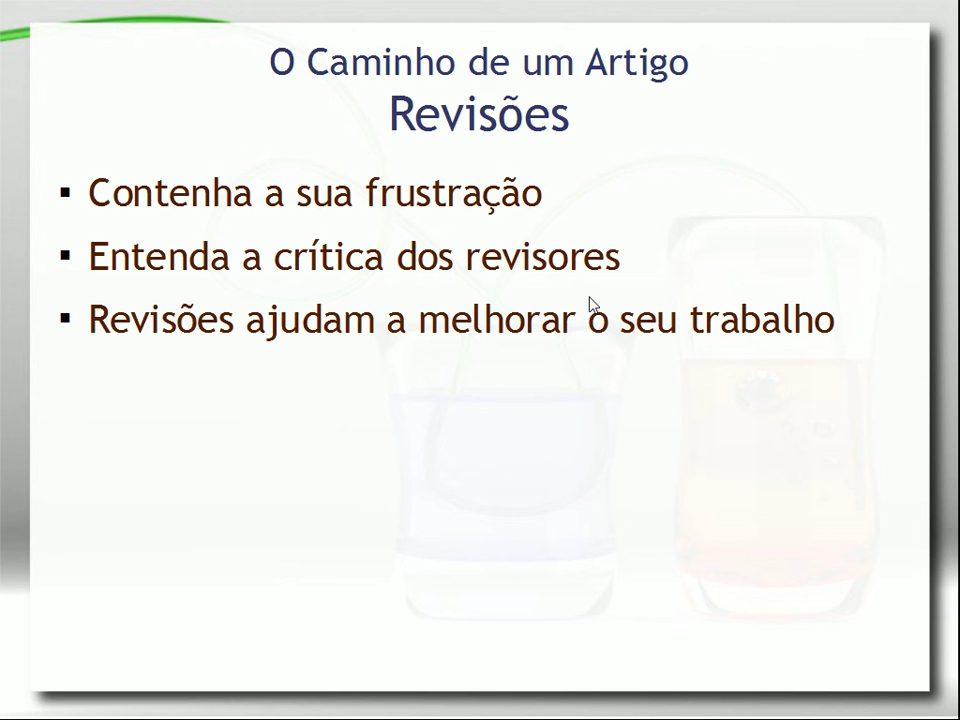 O Caminho de um Artigo
Revisões
▪ Contenha a sua frustração
▪ Entenda a crítica dos revisores
▪ Revisões ajudam a melhorar o seu trabalho